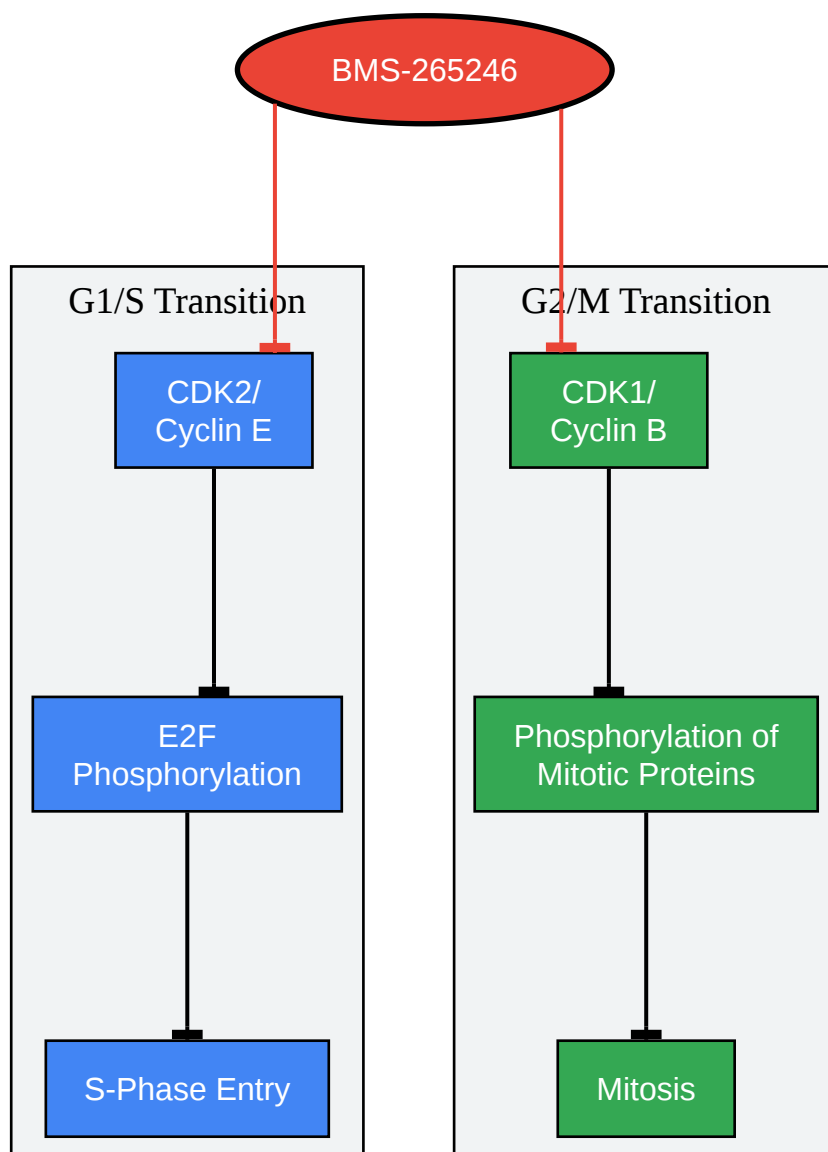 BMS-265246
G1/S Transition
CDK2/
Cyclin E
E2F
Phosphorylation
S-Phase Entry
G2/M Transition
CDK1/
Cyclin B
Phosphorylation of
Mitotic Proteins
Mitosis